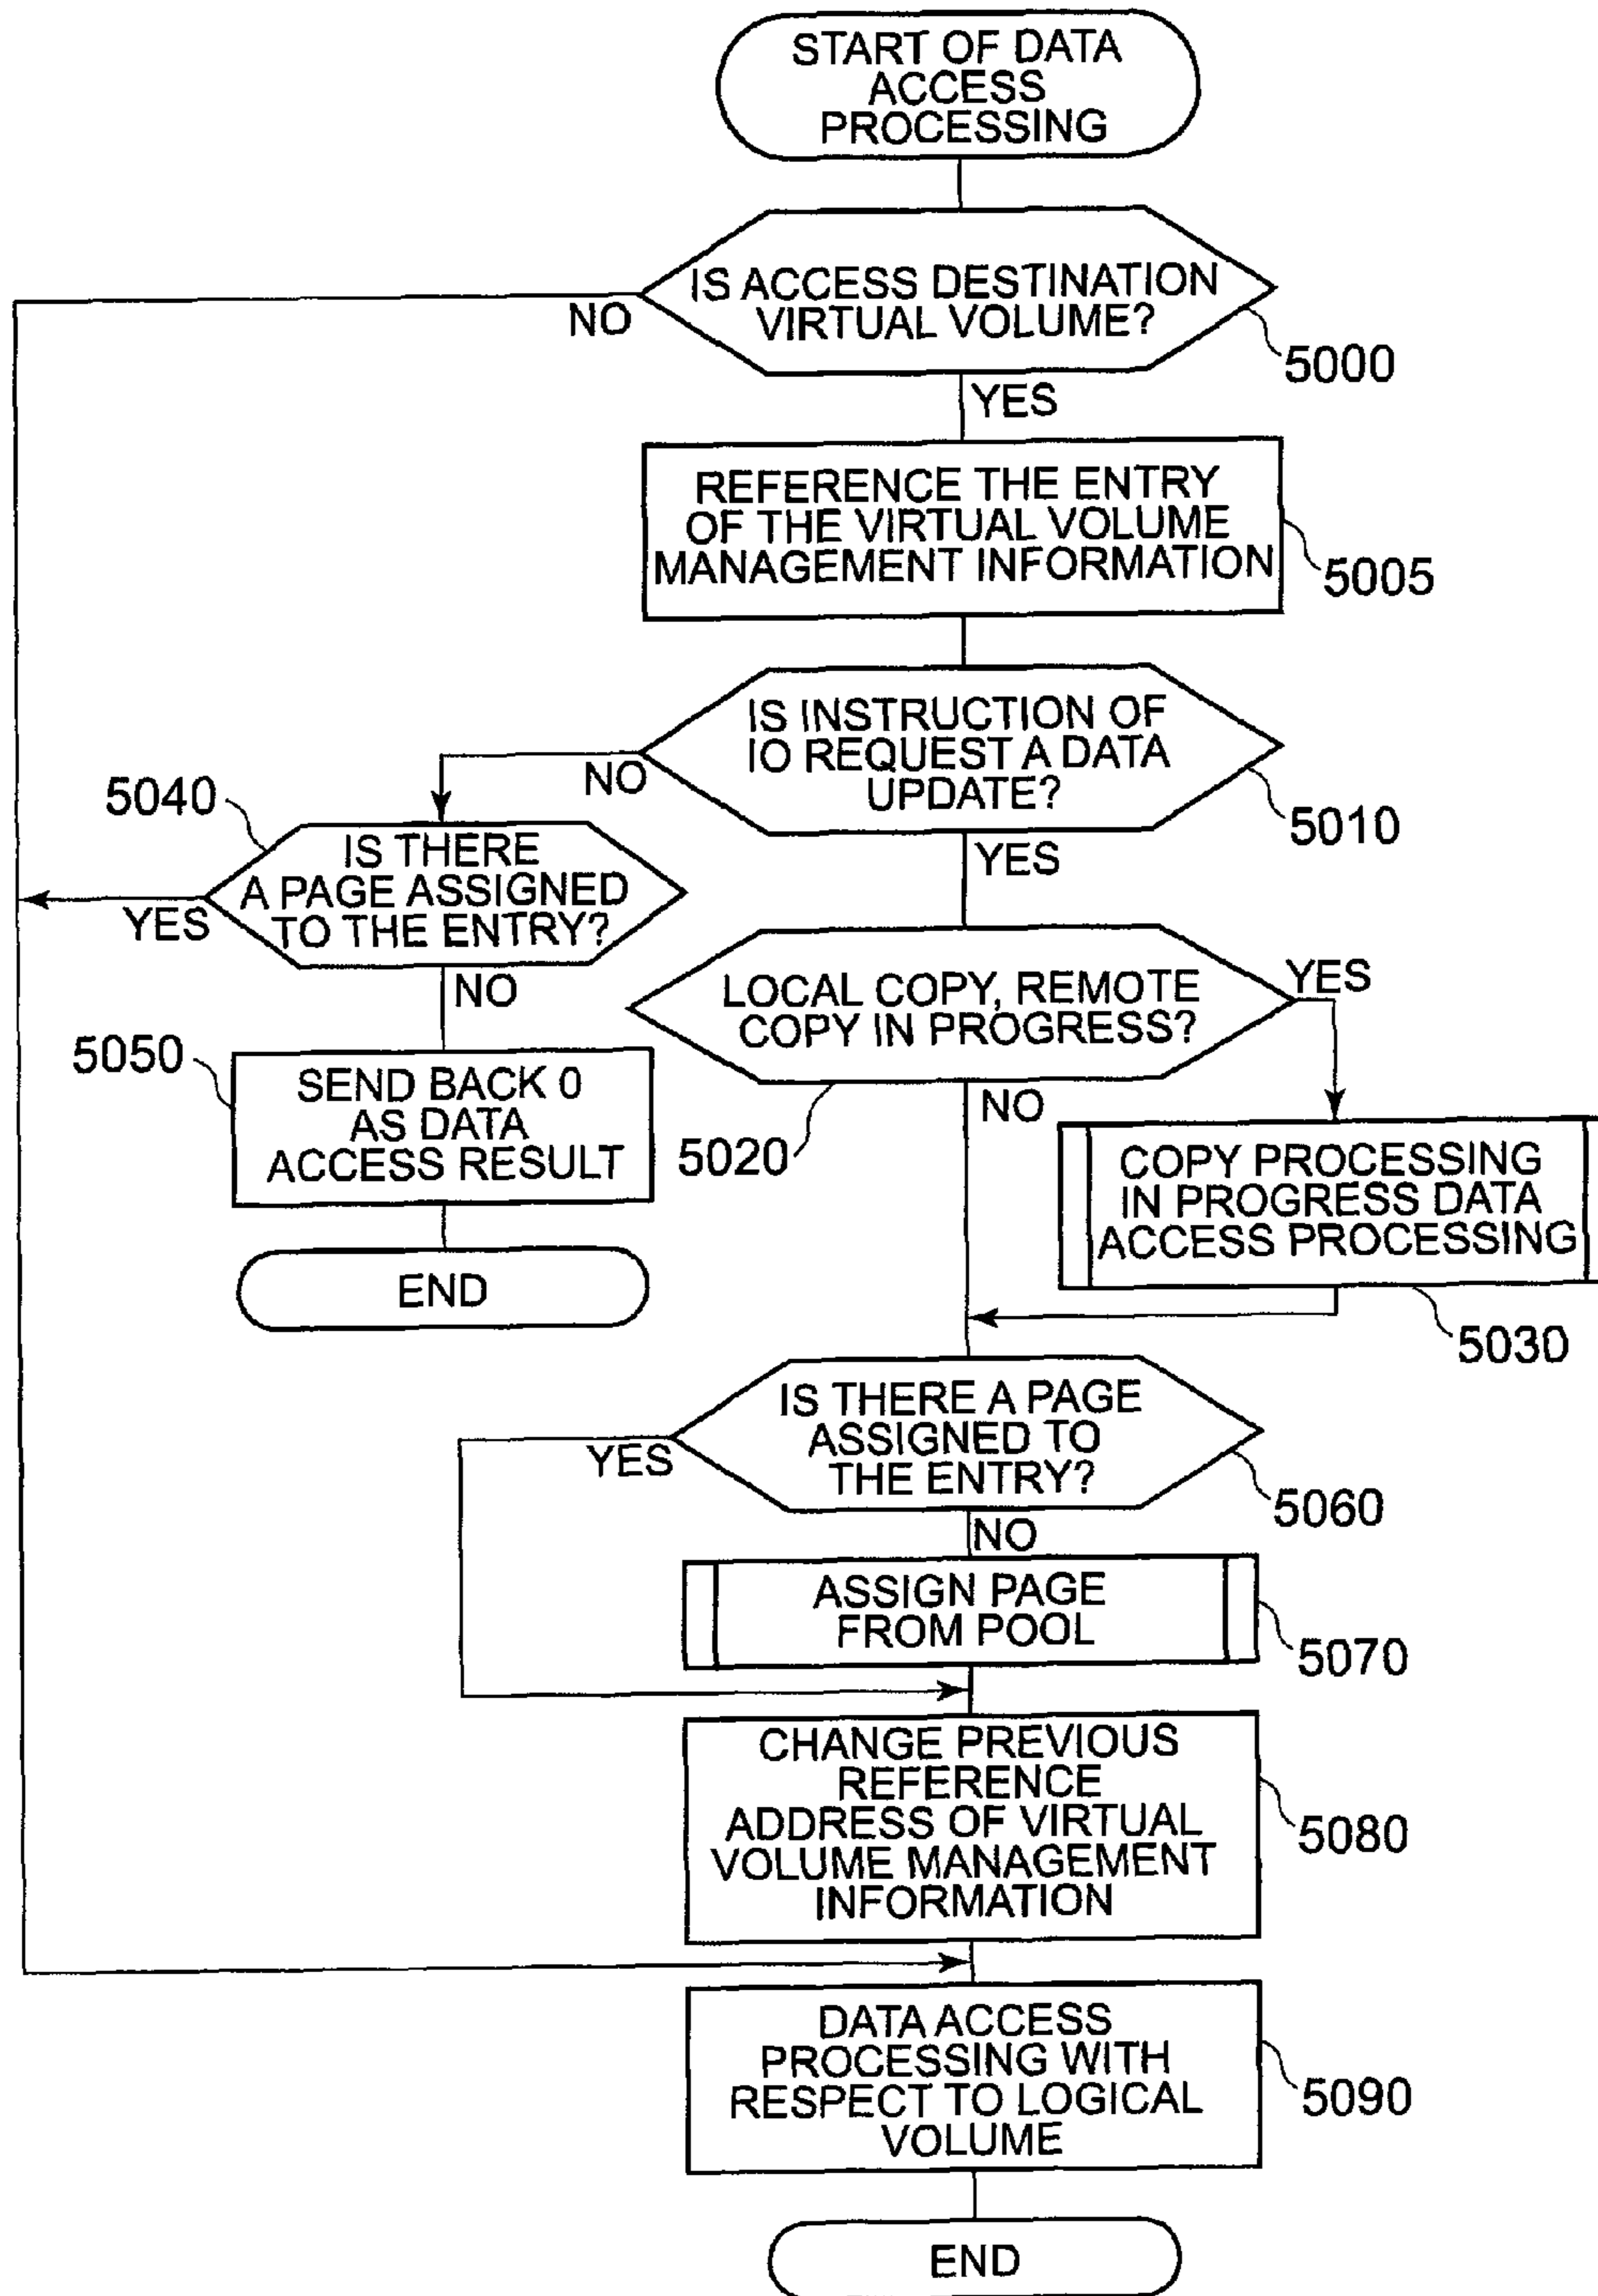 START OF DATA
ACCESS
PROCESSING
IS ACCESS DESTINATION
VIRTUAL VOLUME?
NO
5000
YES
REFERENCE THE ENTRY
OF THE VIRTUAL VOLUME
MANAGEMENT INFORMATION
5005
IS INSTRUCTION OF
IO REQUEST A DATA
UPDATE?
NO
5010
YES
5040
IS THERE
A PAGE ASSIGNED
TO THE ENTRY?
YES
NO
LOCAL COPY, REMOTE
COPY IN PROGRESS?
YES
5020
NO
5050
SEND BACK 0
AS DATA
ACCESS RESULT
END
COPY PROCESSING
IN PROGRESS DATA
ACCESS PROCESSING
5030
IS THERE A PAGE
ASSIGNED TO
THE ENTRY?
YES
5060
NO
ASSIGN PAGE
FROM POOL
5070
CHANGE PREVIOUS
REFERENCE
ADDRESS OF VIRTUAL
VOLUME MANAGEMENT
INFORMATION
5080
DATA ACCESS
PROCESSING WITH
RESPECT TO LOGICAL
VOLUME
5090
END